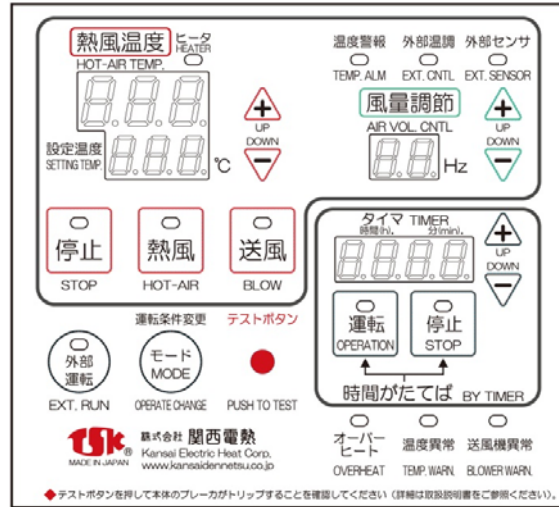 熱風温度
ヒータ
HEATER
HOT-AIR TEMP.
設定温度
SETTING TEMP.
℃
UP
DOWN
温度警報 外部温調 外部センサ
TEMP. ALM EXT. CNTL EXT. SENSOR
風量調節
AIR VOL. CNTL
Hz
UP
DOWN
停止 熱風 送風
STOP HOT-AIR BLOW
タイマ TIMER
時間(h). 分(min).
UP
DOWN
運転 停止
OPERATION STOP
時間がたてば BY TIMER
運転条件変更 テストボタン
外部
運転
モード
MODE
EXT. RUN OPERATE CHANGE PUSH TO TEST
オーバー
ヒート
温度異常 送風機異常
OVERHEAT TEMP. WARN. BLOWER WARN.
TSK®
MADE IN JAPAN
株式会社 関西電熱
Kansai Electric Heat Corp.
www.kansaidennetsu.co.jp
◆テストボタンを押して本体のブレーカがトリップすることを確認してください（詳細は取扱説明書をご参照ください）。